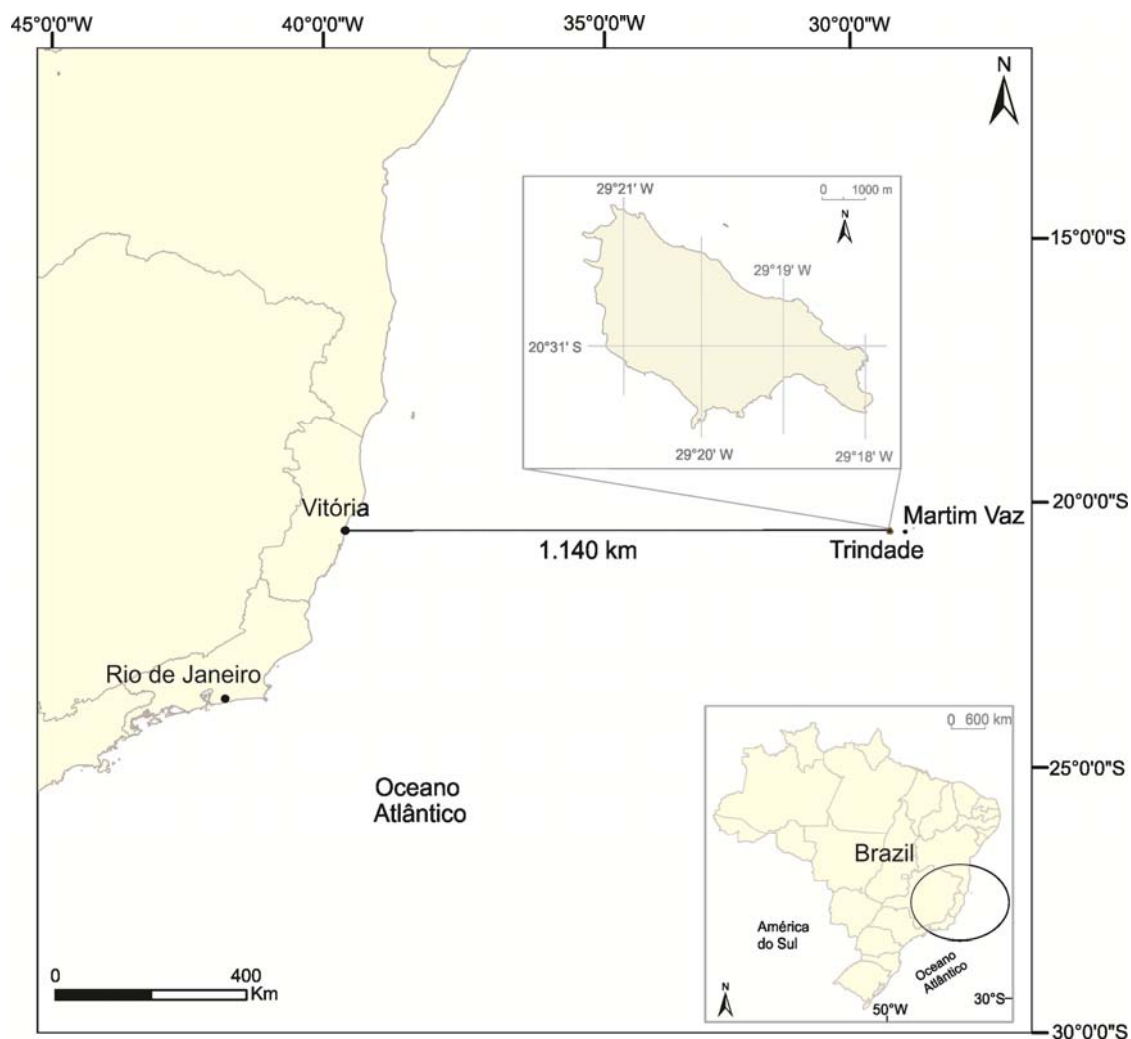 45°0'0"W
40°0'0"W
35°0'0"W
30°0'0"W
N
29°21' W
0 1000 m
N
29°19' W
15°0'0"S
20°31' S
29°20' W
29°18' W
20°0'0"S
Vitória
Martim Vaz
1.140 km
Trindade
Rio de Janeiro
0 600 km
25°0'0"S
Oceano
Atlântico
Brazil
América
do Sul
Oceano
Atlântico
0 400
Km
N
50°W
30°S
30°0'0"S